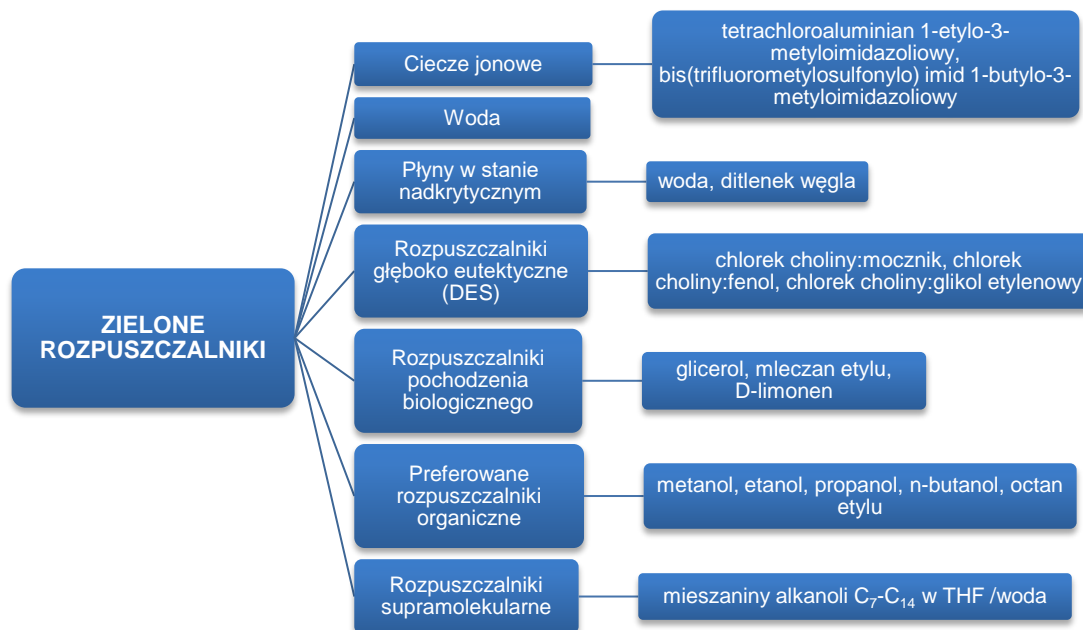 ZIELONE
ROZPUSZCZALNIKI
Ciecze jonowe
tetrachloroaluminian 1-etylo-3-
metyloimidazoliowy,
bis(trifluorometylosulfonylo) imid 1-butylo-3-
metyloimidazoliowy
Woda
Płyny w stanie
nadkrytycznym
woda, ditlenek węgla
Rozpuszczalniki
głęboko eutektyczne
(DES)
chlorek choliny:mocznik, chlorek
choliny:fenol, chlorek choliny:glikol etylenowy
Rozpuszczalniki
pochodzenia
biologicznego
glicerol, mleczan etylu,
D-limonen
Preferowane
rozpuszczalniki
organiczne
metanol, etanol, propanol, n-butanol, octan
etylu
Rozpuszczalniki
supramolekularne
mieszaniny alkanoli C₇-C₁₄ w THF /woda